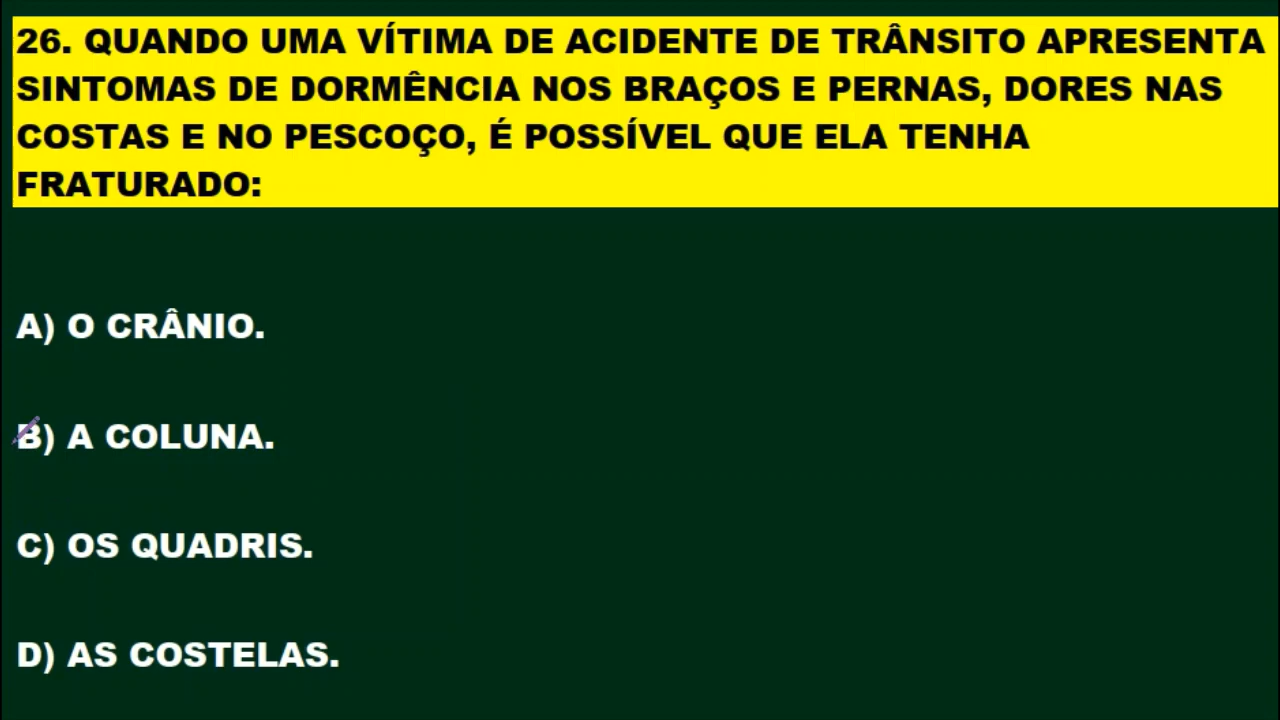 26. QUANDO UMA VÍTIMA DE ACIDENTE DE TRÂNSITO APRESENTA
SINTOMAS DE DORMÊNCIA NOS BRAÇOS E PERNAS, DORES NAS
COSTAS E NO PESCOÇO, É POSSÍVEL QUE ELA TENHA
FRATURADO:
A) O CRÂNIO.
B) A COLUNA.
C) OS QUADRIS.
D) AS COSTELAS.